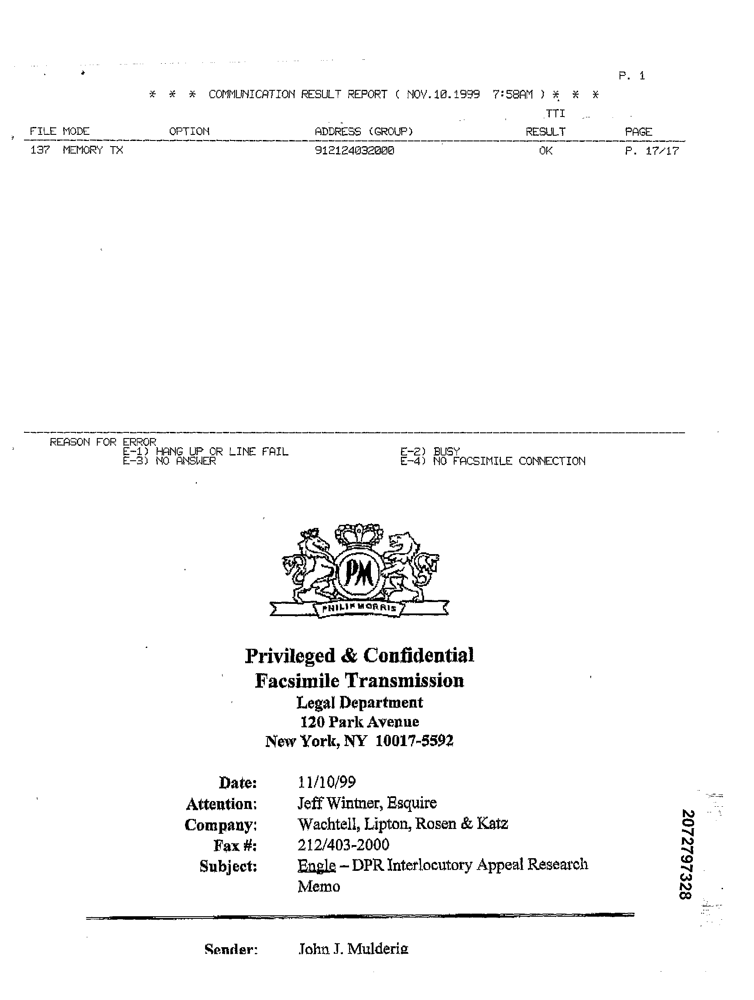 P. 1
* * * COMMUNICATION RESULT REPORT ( NOV.10.1999 7:58AM ) * * *
TTI
FILE MODE OPTION ADDRESS (GROUP) RESULT PAGE
137 MEMORY TX 912124032000 OK P. 17/17
REASON FOR ERROR
E-1) HANG UP OR LINE FAIL E-2) BUSY
E-3) NO ANSWER E-4) NO FACSIMILE CONNECTION
PM
PHILIP MORRIS
Privileged & Confidential
Facsimile Transmission
Legal Department
120 Park Avenue
New York, NY 10017-5592
Date: 11/10/99
Attention: Jeff Wintner, Esquire
Company: Wachtell, Lipton, Rosen & Katz
Fax #: 212/403-2000
Subject: Engle – DPR Interlocutory Appeal Research
Memo
2072797328
Sender: John J. Mulderig